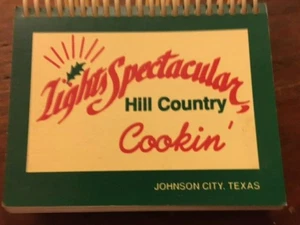 Lights Spectacular,
Hill Country
Cookin'
JOHNSON CITY, TEXAS